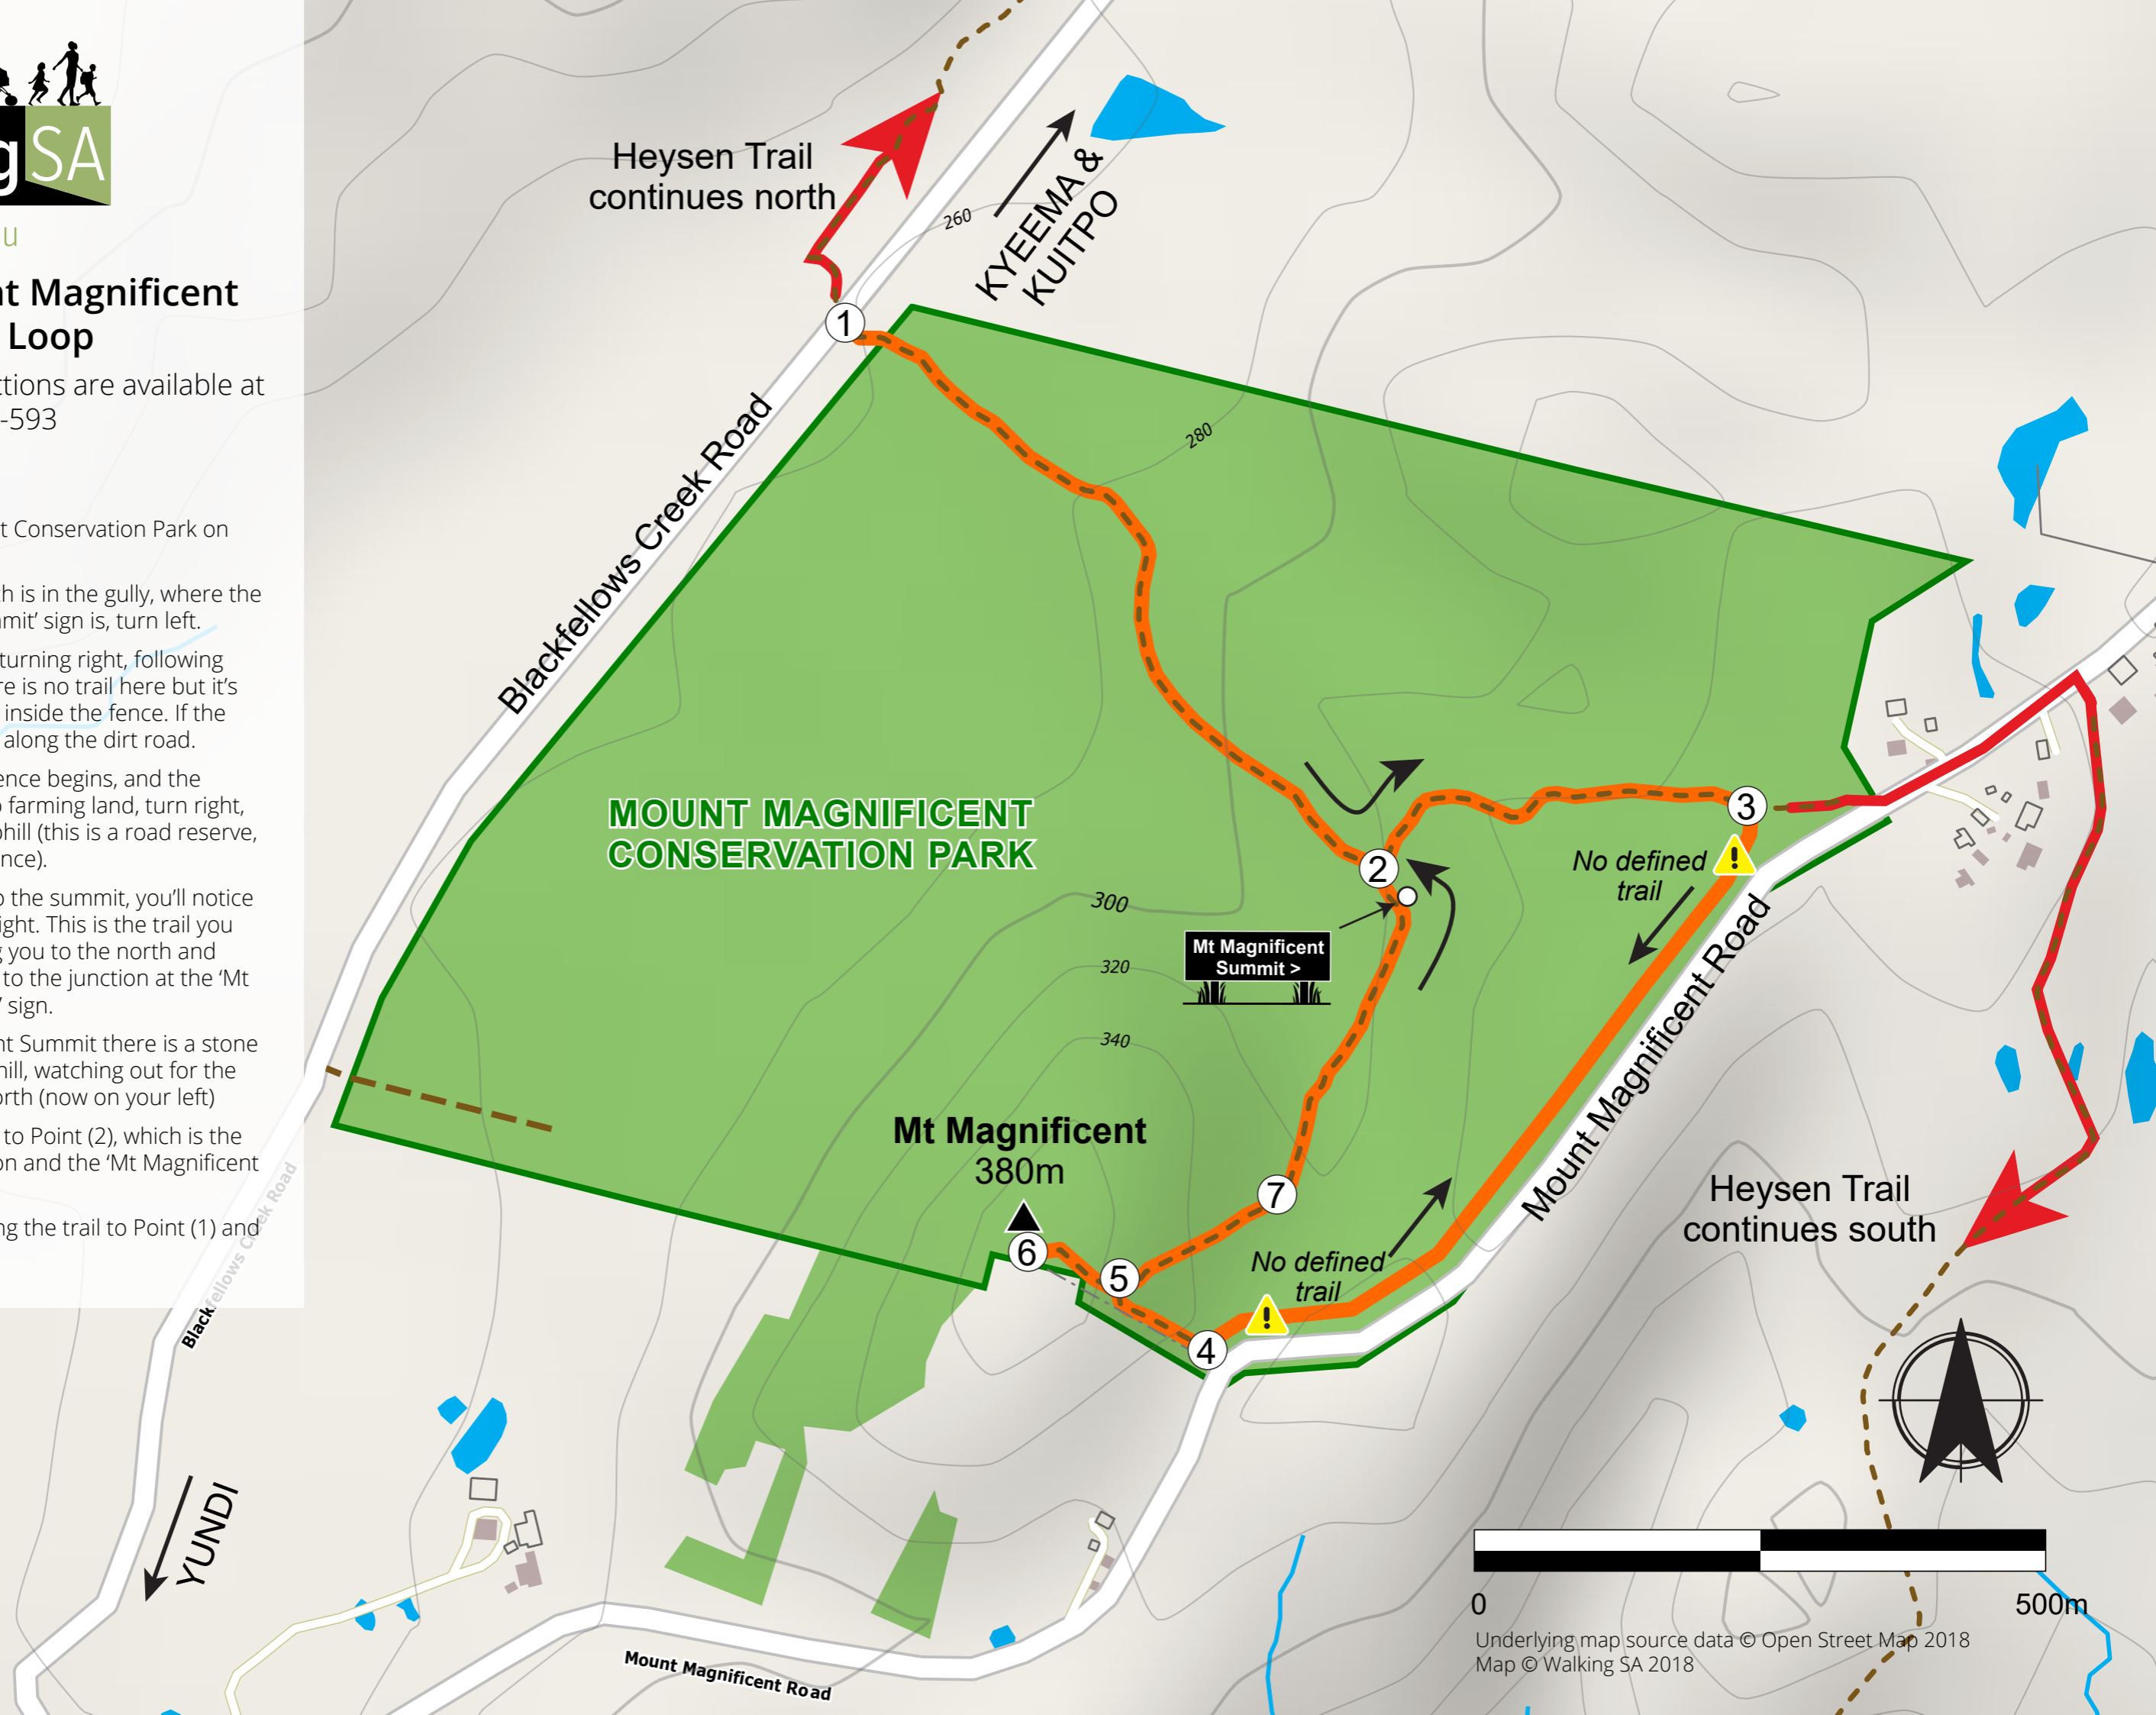 gSA
u
nt Magnificent
Loop
ctions are available at
-593
t Conservation Park on
th is in the gully, where the
mmit’ sign is, turn left.
turning right, following
re is no trail here but it’s
inside the fence. If the
along the dirt road.
ence begins, and the
o farming land, turn right,
phill (this is a road reserve,
nce).
o the summit, you’ll notice
ight. This is the trail you
g you to the north and
to the junction at the ‘Mt
’ sign.
nt Summit there is a stone
hill, watching out for the
orth (now on your left)
to Point (2), which is the
on and the ‘Mt Magnificent
ng the trail to Point (1) and
Heysen Trail
continues north
KYEEMA &
KUITPO
260
1
280
Blackfellows Creek Road
MOUNT MAGNIFICENT
CONSERVATION PARK
2
3
No defined
trail
300
Mt Magnificent
Summit >
320
340
Mount Magnificent Road
Mt Magnificent
380m
7
6
5
4
No defined
trail
Heysen Trail
continues south
Blackfellows Creek Road
YUNDI
Mount Magnificent Road
0
500m
Underlying map source data © Open Street Map 2018
Map © Walking SA 2018